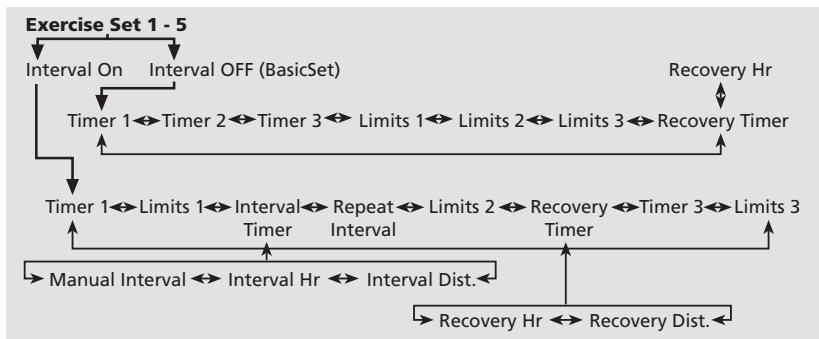 Exercise Set 1 - 5
Interval On Interval OFF (BasicSet) Recovery Hr
Timer 1 Timer 2 Timer 3 Limits 1 Limits 2 Limits 3 Recovery Timer
Timer 1 Limits 1 Interval Repeat Limits 2 Recovery Timer 3 Limits 3
Timer Interval Timer
Manual Interval Interval Hr Interval Dist.
Recovery Hr Recovery Dist.